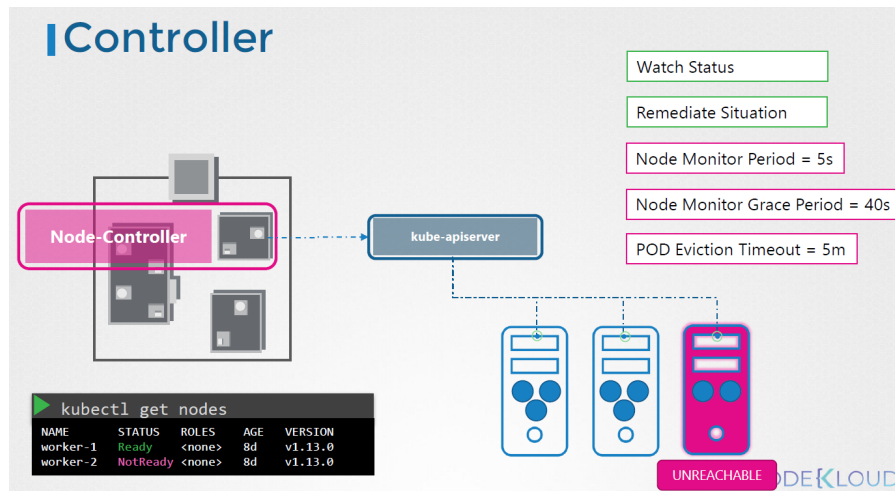 Controller
Watch Status
Remediate Situation
Node Monitor Period = 5s
Node Monitor Grace Period = 40s
POD Eviction Timeout = 5m
Node-Controller
kube-apiserver
kubectl get nodes
NAME STATUS ROLES AGE VERSION
worker-1 Ready <none> 8d v1.13.0
worker-2 NotReady <none> 8d v1.13.0
UNREACHABLE
ODEKLOUD